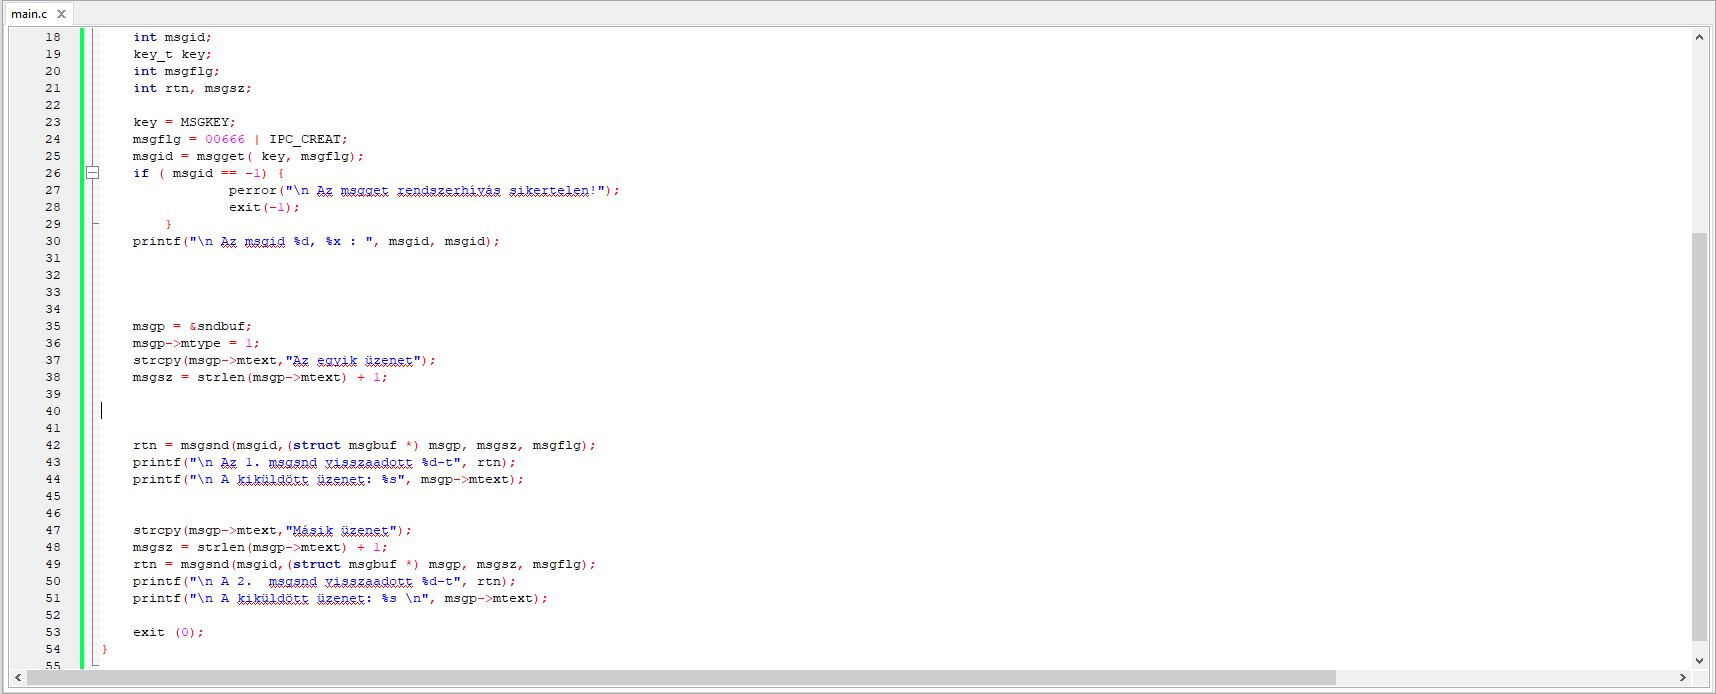 main.c
18 int msgid;
19 key_t key;
20 int msgflg;
21 int rtn, msgsz;
22
23 key = MSGKEY;
24 msgflg = 00666 | IPC_CREAT;
25 msgid = msgget( key, msgflg);
26 if ( msgid == -1) {
27 perror("\n Az msgget rendszerhívás sikertelen!");
28 exit(-1);
29 }
30 printf("\n Az msgid %d, %x : ", msgid, msgid);
31
32
33
34
35 msgp = &sndbuf;
36 msgp->mtype = 1;
37 strcpy(msgp->mtext,"Az egyik üzenet");
38 msgsz = strlen(msgp->mtext) + 1;
39
40
41
42 rtn = msgsnd(msgid,(struct msgbuf *) msgp, msgsz, msgflg);
43 printf("\n Az 1. msgsnd visszaadott %d-t", rtn);
44 printf("\n A kiküldött üzenet: %s", msgp->mtext);
45
46
47 strcpy(msgp->mtext,"Másik üzenet");
48 msgsz = strlen(msgp->mtext) + 1;
49 rtn = msgsnd(msgid,(struct msgbuf *) msgp, msgsz, msgflg);
50 printf("\n A 2.  msgsnd visszaadott %d-t", rtn);
51 printf("\n A kiküldött üzenet: %s \n", msgp->mtext);
52
53 exit (0);
54 }
55